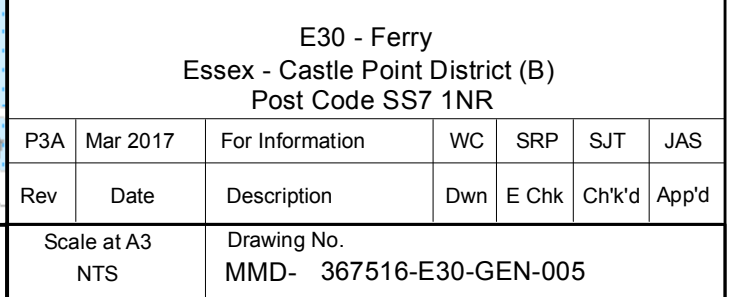 E30 - Ferry
Essex - Castle Point District (B)
Post Code SS7 1NR
P3A Mar 2017 For Information WC SRP SJT JAS
Rev Date Description Dwn E Chk Ch'k'd App'd
Scale at A3 Drawing No.
NTS MMD- 367516-E30-GEN-005